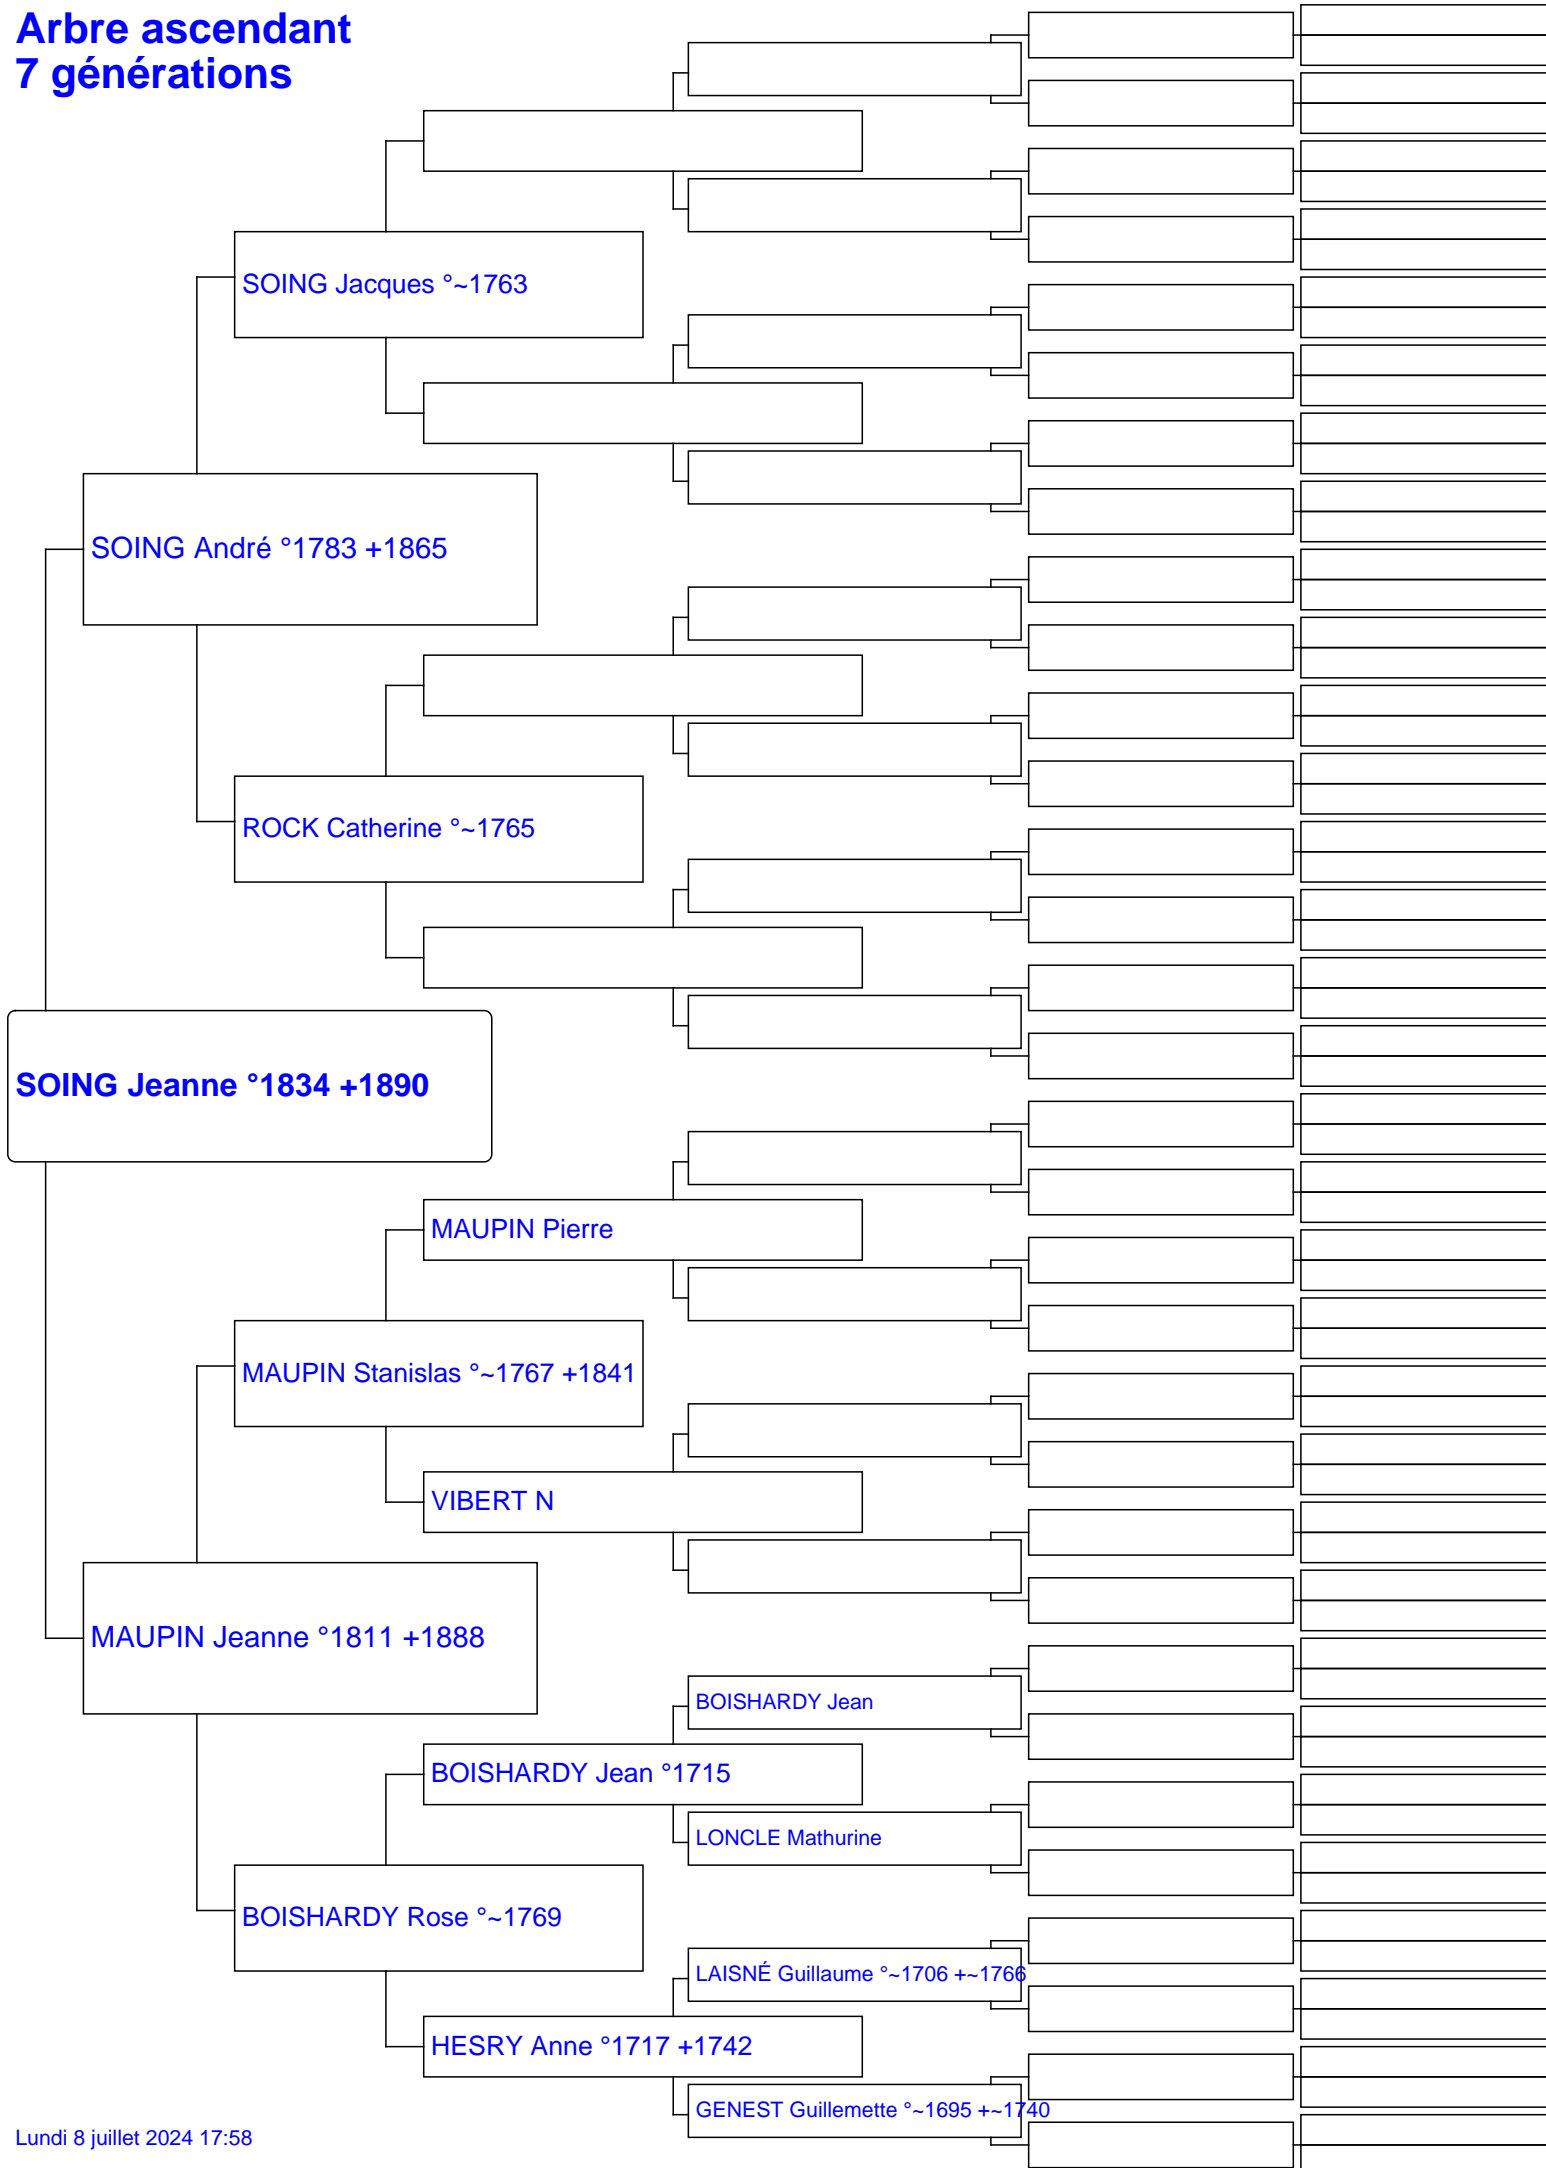 Arbre ascendant
7 générations
SOING Jacques °~1763
SOING André °1783 +1865
ROCK Catherine °~1765
SOING Jeanne °1834 +1890
MAUPIN Pierre
MAUPIN Stanislas °~1767 +1841
VIBERT N
MAUPIN Jeanne °1811 +1888
BOISHARDY Jean
BOISHARDY Jean °1715
LONCLE Mathurine
BOISHARDY Rose °~1769
LAISNÉ Guillaume °~1706 +~1766
HESRY Anne °1717 +1742
GENEST Guillemette °~1695 +~1740
Lundi 8 juillet 2024 17:58